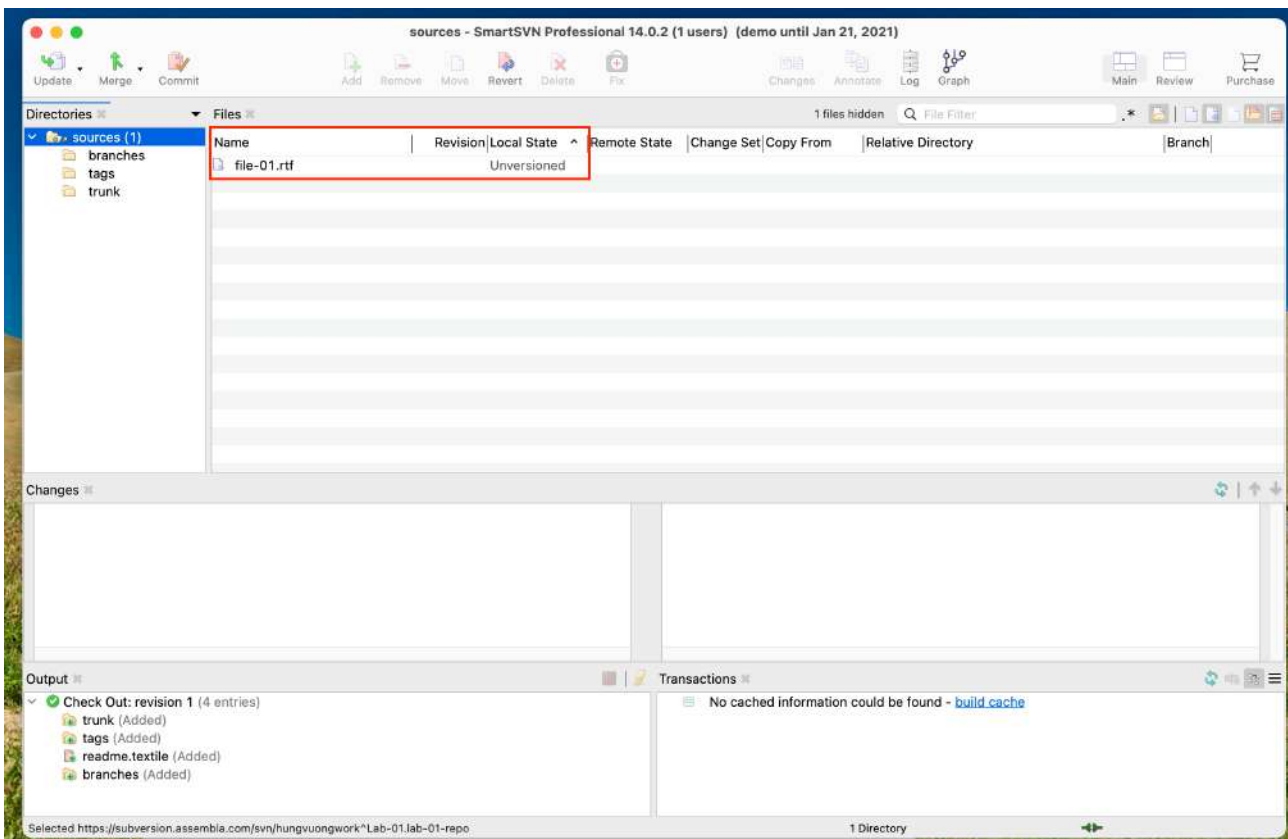 sources - SmartSVN Professional 14.0.2 (1 users) (demo until Jan 21, 2021)
Update Merge Commit Add Remove Move Revert Delete Fix Changes Annotate Log Graph Main Review Purchase
Directories Files 1 files hidden File Filter .*
sources (1) Name Revision Local State Remote State Change Set Copy From Relative Directory Branch
branches file-01.rtf Unversioned
tags
trunk
Changes
Output Transactions
Check Out: revision 1 (4 entries) No cached information could be found - build cache
trunk (Added)
tags (Added)
readme.textile (Added)
branches (Added)
Selected https://subversion.assembla.com/svn/hungvuongwork^Lab-01.lab-01-repo 1 Directory